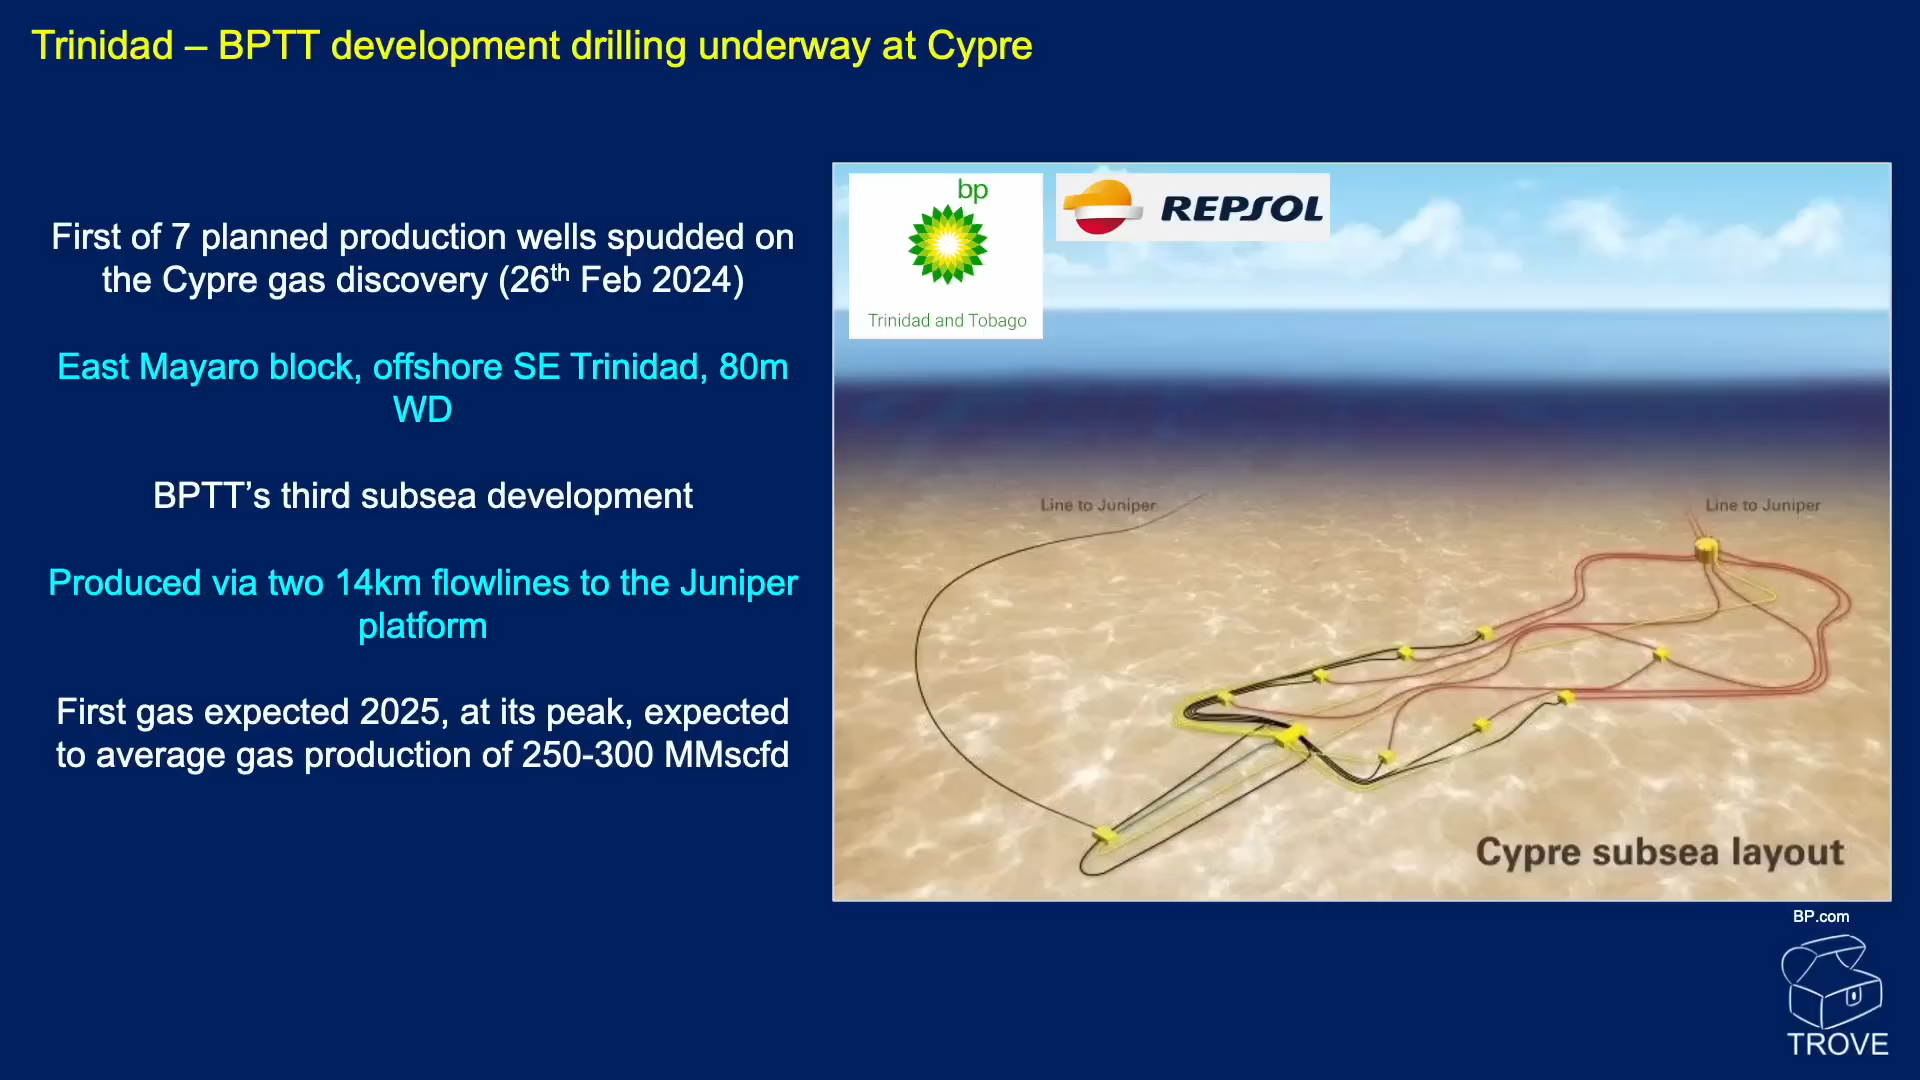 Trinidad – BPTT development drilling underway at Cypre
First of 7 planned production wells spudded on
the Cypre gas discovery (26th Feb 2024)
East Mayaro block, offshore SE Trinidad, 80m
WD
BPTT’s third subsea development
Produced via two 14km flowlines to the Juniper
platform
First gas expected 2025, at its peak, expected
to average gas production of 250-300 MMscfd
bp
Trinidad and Tobago
REPSOL
Line to Juniper
Line to Juniper
Cypre subsea layout
BP.com
TROVE